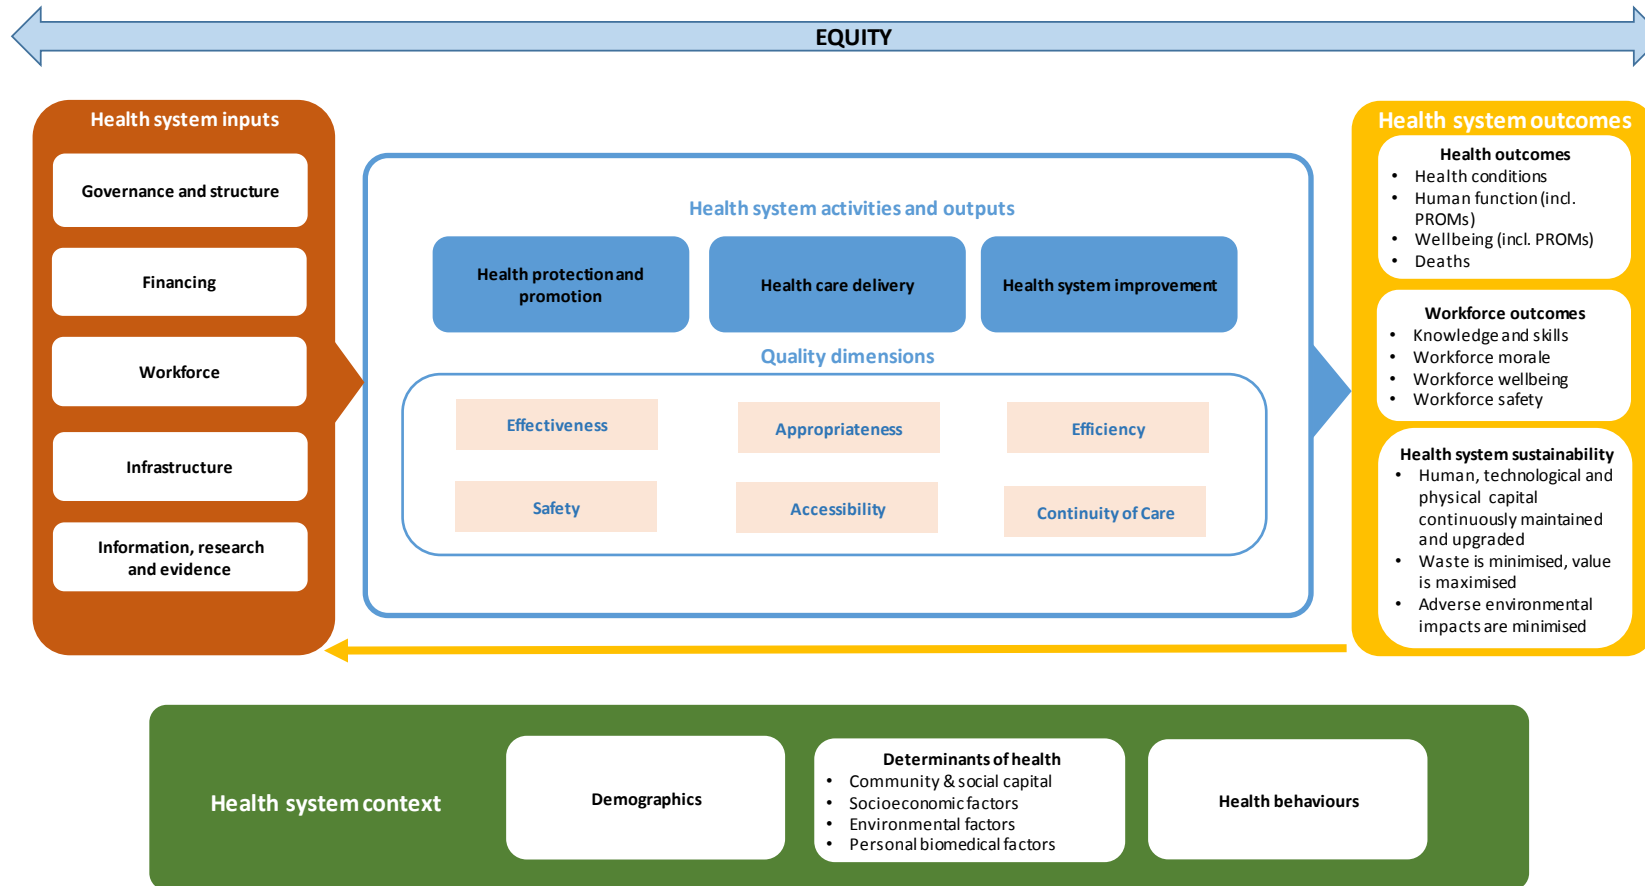 EQUITY
Health system inputs
Governance and structure
Financing
Workforce
Infrastructure
Information, research
and evidence
Health system activities and outputs
Health protection and
promotion
Health care delivery
Health system improvement
Quality dimensions
Effectiveness
Appropriateness
Efficiency
Safety
Accessibility
Continuity of Care
Health system outcomes
Health outcomes
• Health conditions
• Human function (incl.
PROMs)
• Wellbeing (incl. PROMs)
• Deaths
Workforce outcomes
• Knowledge and skills
• Workforce morale
• Workforce wellbeing
• Workforce safety
Health system sustainability
• Human, technological and
physical capital
continuously maintained
and upgraded
• Waste is minimised, value
is maximised
• Adverse environmental
impacts are minimised
Health system context
Demographics
Determinants of health
• Community & social capital
• Socioeconomic factors
• Environmental factors
• Personal biomedical factors
Health behaviours